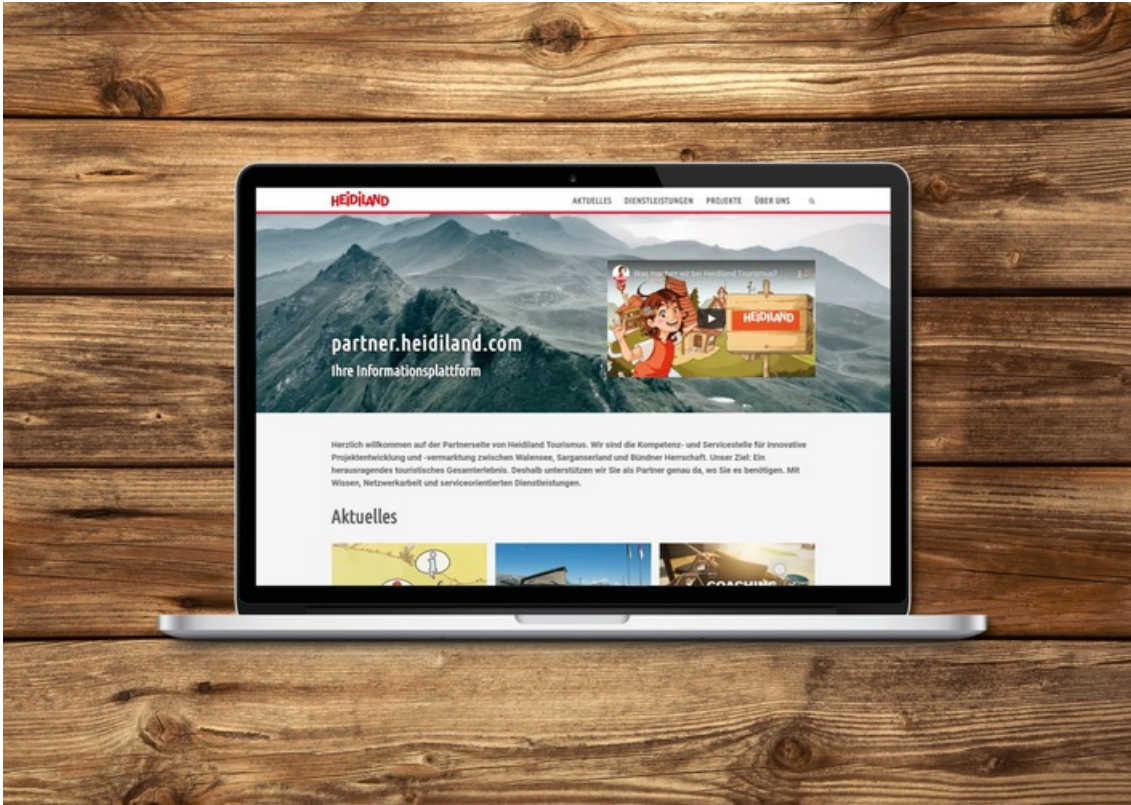 HEIDILAND
AKTUELLES DIENSTLEISTUNGEN PROJEKTE ÜBER UNS
Was machen wir bei Heidiland Tourismus?
HEIDILAND
partner.heidiland.com
Ihre Informationsplattform
Herzlich willkommen auf der Partnerseite von Heidiland Tourismus. Wir sind die Kompetenz- und Servicestelle für innovative
Projektentwicklung und -vermarktung zwischen Walensee, Sarganserland und Bündner Herrschaft. Unser Ziel: Ein
herausragendes touristisches Gesamterlebnis. Deshalb unterstützen wir Sie als Partner genau da, wo Sie es benötigen. Mit
Wissen, Netzwerkarbeit und serviceorientierten Dienstleistungen.
Aktuelles
i
COACHING